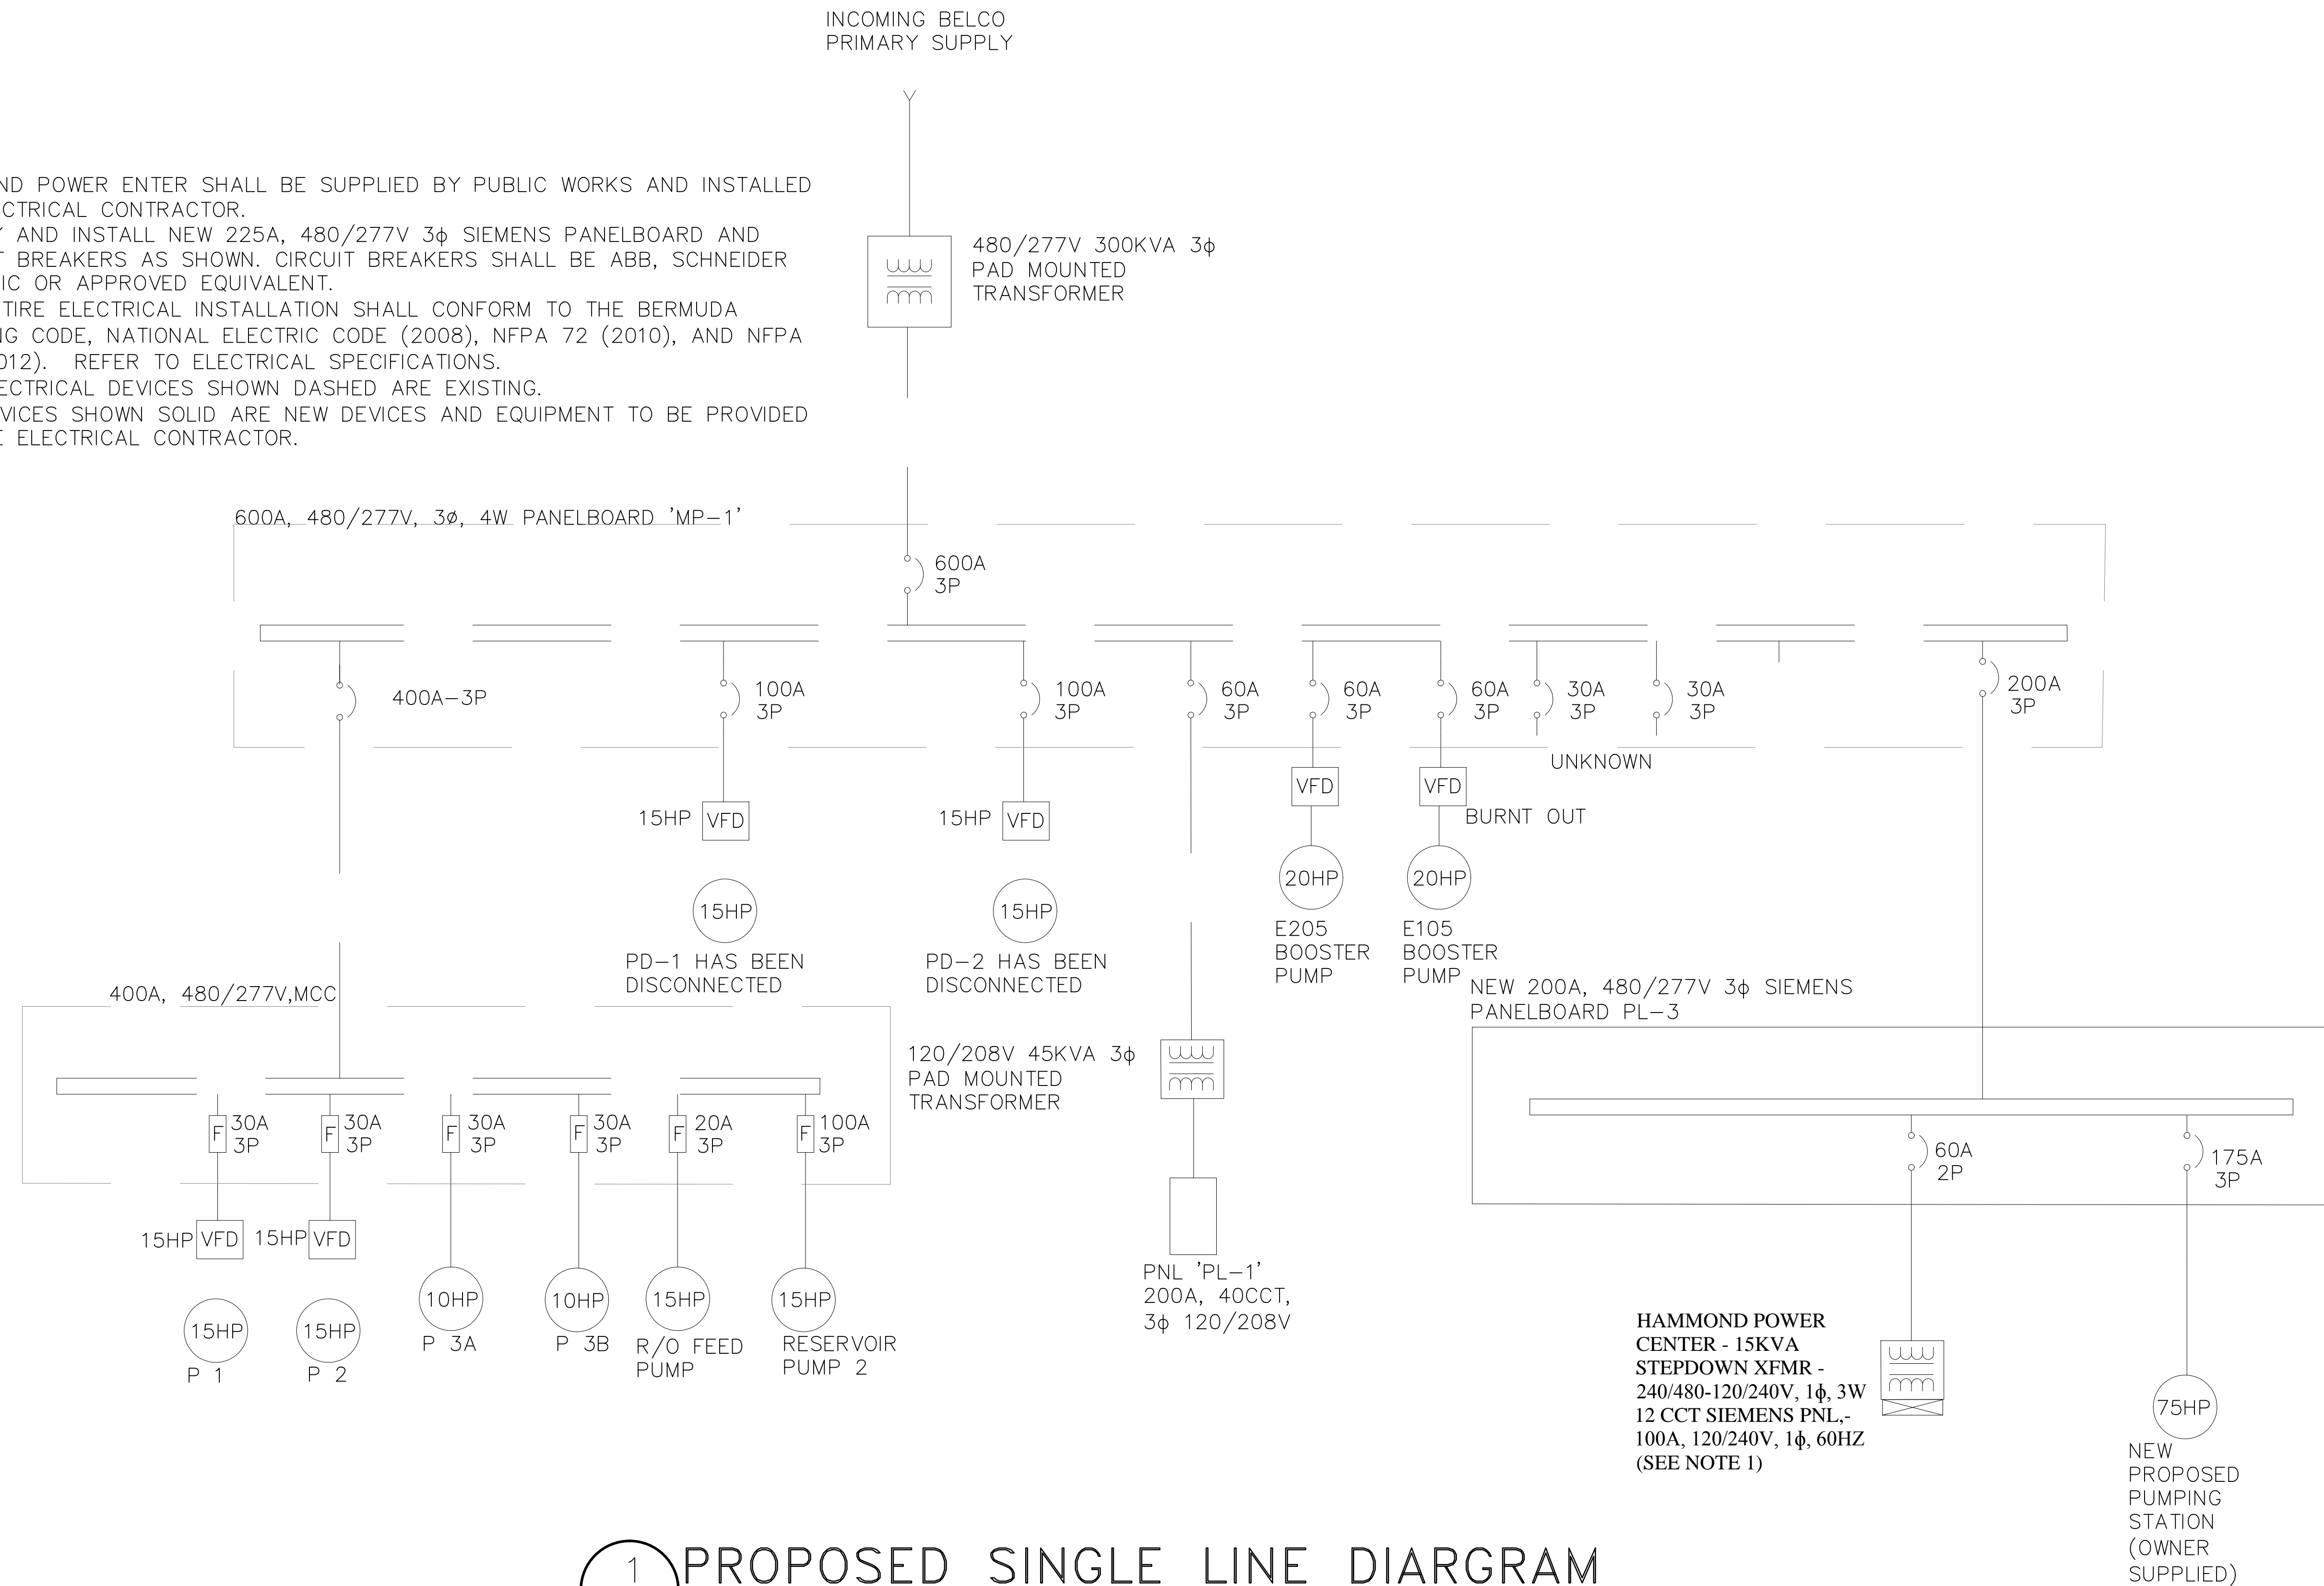 INCOMING BELCO
PRIMARY SUPPLY
ND POWER ENTER SHALL BE SUPPLIED BY PUBLIC WORKS AND INSTALLED
ECTRICAL CONTRACTOR.
Y AND INSTALL NEW 225A, 480/277V 3ϕ SIEMENS PANELBOARD AND
T BREAKERS AS SHOWN. CIRCUIT BREAKERS SHALL BE ABB, SCHNEIDER
IC OR APPROVED EQUIVALENT.
TIRE ELECTRICAL INSTALLATION SHALL CONFORM TO THE BERMUDA
NG CODE, NATIONAL ELECTRIC CODE (2008), NFPA 72 (2010), AND NFPA
012). REFER TO ELECTRICAL SPECIFICATIONS.
ECTRICAL DEVICES SHOWN DASHED ARE EXISTING.
VICES SHOWN SOLID ARE NEW DEVICES AND EQUIPMENT TO BE PROVIDED
E ELECTRICAL CONTRACTOR.
480/277V 300KVA 3ϕ
PAD MOUNTED
TRANSFORMER
600A, 480/277V, 3ø, 4W PANELBOARD 'MP-1'
600A
3P
400A-3P
100A
3P
100A
3P
60A
3P
60A
3P
60A
3P
30A
3P
30A
3P
200A
3P
UNKNOWN
15HP
VFD
15HP
VFD
VFD
VFD
BURNT OUT
15HP
15HP
20HP
20HP
PD-1 HAS BEEN
DISCONNECTED
PD-2 HAS BEEN
DISCONNECTED
E205
BOOSTER
PUMP
E105
BOOSTER
PUMP
400A, 480/277V,MCC
NEW 200A, 480/277V 3ϕ SIEMENS
PANELBOARD PL-3
120/208V 45KVA 3ϕ
PAD MOUNTED
TRANSFORMER
F
30A
3P
F
30A
3P
F
30A
3P
F
30A
3P
F
20A
3P
F
100A
3P
60A
2P
175A
3P
15HP
VFD
15HP
VFD
15HP
P 1
15HP
P 2
10HP
P 3A
10HP
P 3B
15HP
R/O FEED
PUMP
15HP
RESERVOIR
PUMP 2
PNL 'PL-1'
200A, 40CCT,
3ϕ 120/208V
HAMMOND POWER
CENTER - 15KVA
STEPDOWN XFMR -
240/480-120/240V, 1ϕ, 3W
12 CCT SIEMENS PNL,-
100A, 120/240V, 1ϕ, 60HZ
(SEE NOTE 1)
75HP
NEW
PROPOSED
PUMPING
STATION
(OWNER
SUPPLIED)
1
PROPOSED SINGLE LINE DIARGRAM